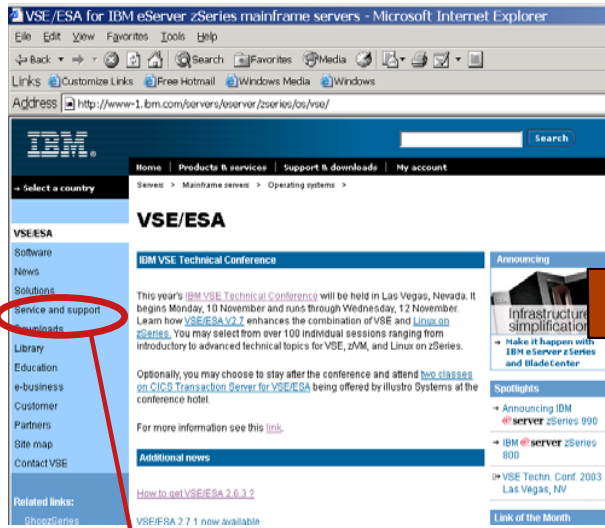 VSE/ESA for IBM eServer zSeries mainframe servers - Microsoft Internet Explorer
File Edit View Favorites Tools Help
Back Search Favorites Media
Links Customize Links Free Hotmail Windows Media Windows
Address http://www-1.ibm.com/servers/eserver/zseries/os/vse/
IBM
Search
Home | Products & services | Support & downloads | My account
→ Select a country
Servers > Mainframe servers > Operating systems >
VSE/ESA
VSE/ESA
Software
News
Solutions
Service and support
Downloads
Library
Education
e-business
Customer
Partners
Site map
Contact VSE
Related links:
ShopzSeries
IBM VSE Technical Conference
This year's IBM VSE Technical Conference will be held in Las Vegas, Nevada. It
begins Monday, 10 November and runs through Wednesday, 12 November.
Learn how VSE/ESA V2.7 enhances the combination of VSE and Linux on
zSeries. You may select from over 100 individual sessions ranging from
introductory to advanced technical topics for VSE, z/VM, and Linux on zSeries.
Optionally, you may choose to stay after the conference and attend two classes
on CICS Transaction Server for VSE/ESA being offered by illustro Systems at the
conference hotel.
For more information see this link.
Additional news
How to get VSE/ESA 2.6.3 ?
VSE/ESA 2.7.1 now available
Announcing
Infrastructure
simplification
→ Make it happen with
IBM eServer zSeries
and BladeCenter
Spotlights
→ Announcing IBM
eserver zSeries 990
→ IBM eserver zSeries
800
VSE Techn. Conf. 2003
Las Vegas, NV
Link of the Month